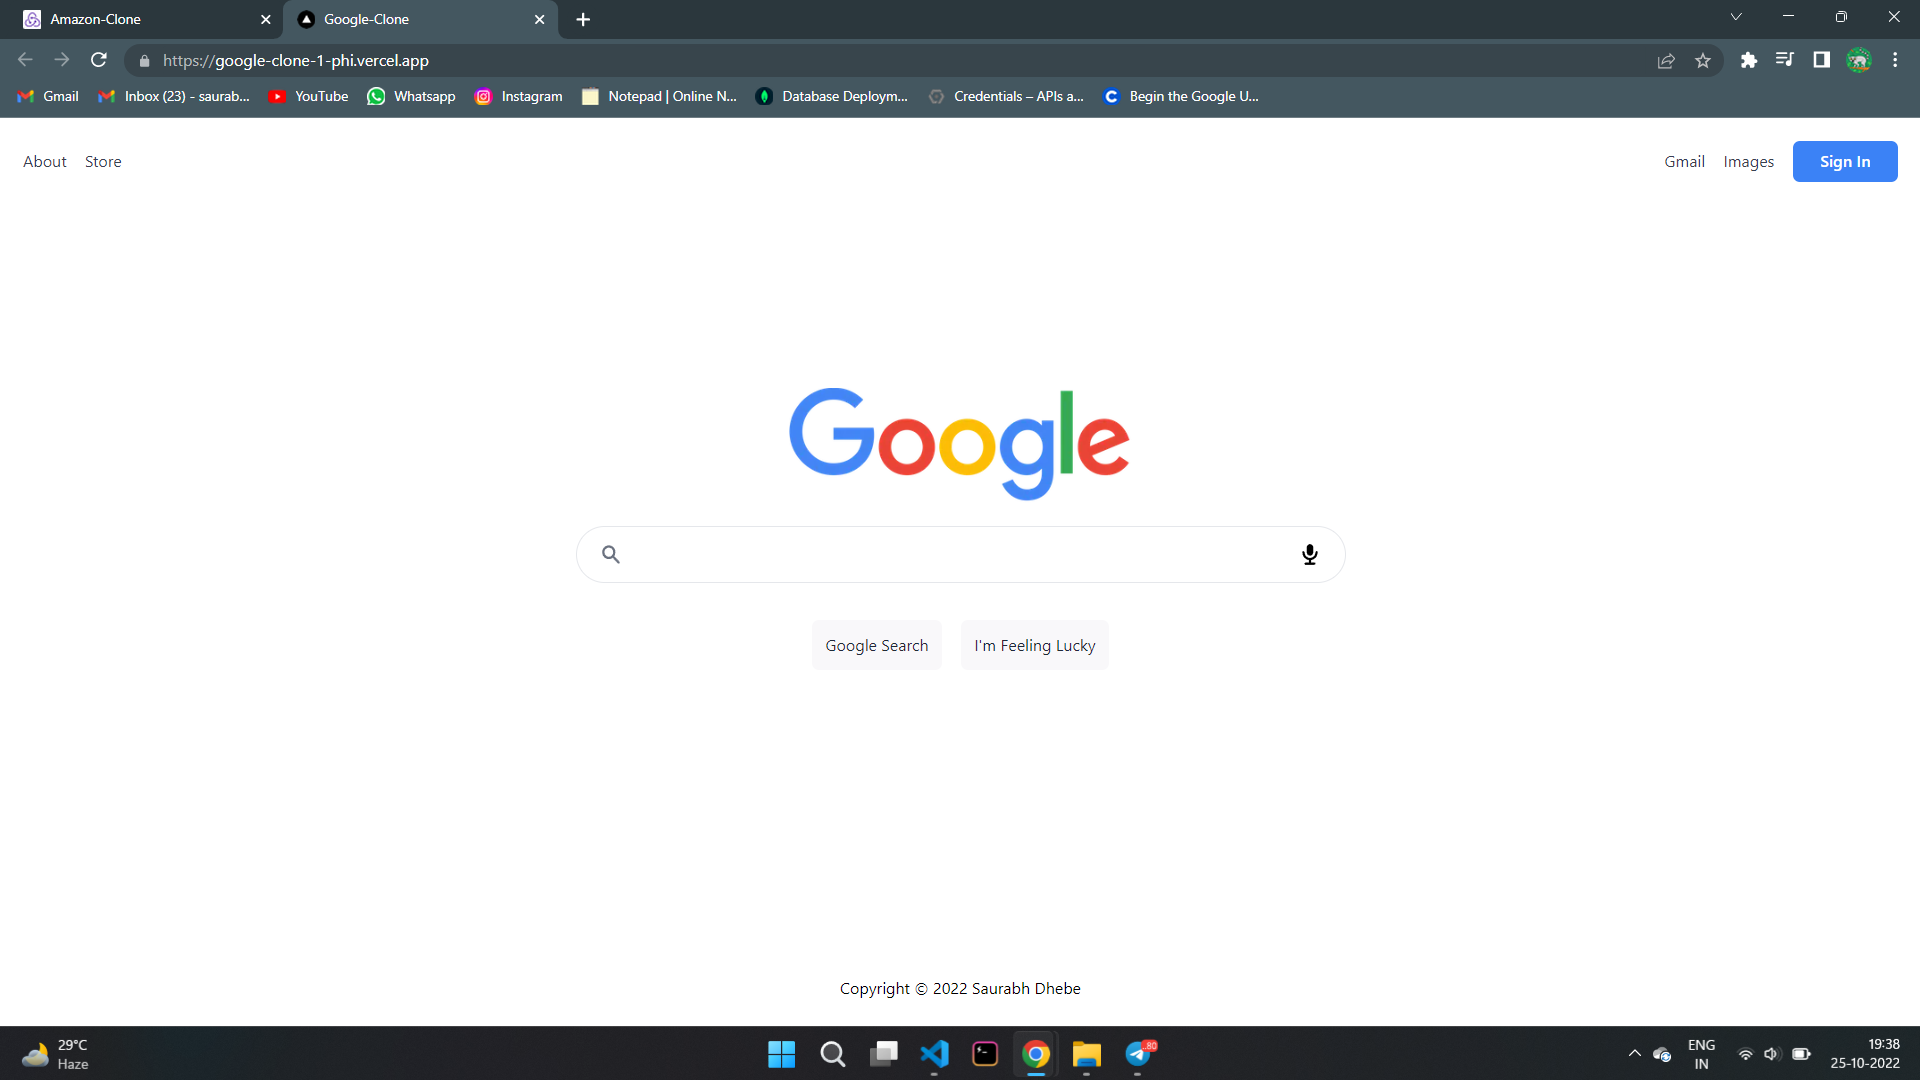 Amazon-Clone
Google-Clone
https://google-clone-1-phi.vercel.app
Gmail
Inbox (23) - saurab...
YouTube
Whatsapp
Instagram
Notepad | Online N...
Database Deploym...
Credentials – APIs a...
Begin the Google U...
About
Store
Gmail
Images
Sign In
Google
Google Search
I'm Feeling Lucky
Copyright © 2022 Saurabh Dhebe
29°C
Haze
80
ENG
IN
19:38
25-10-2022